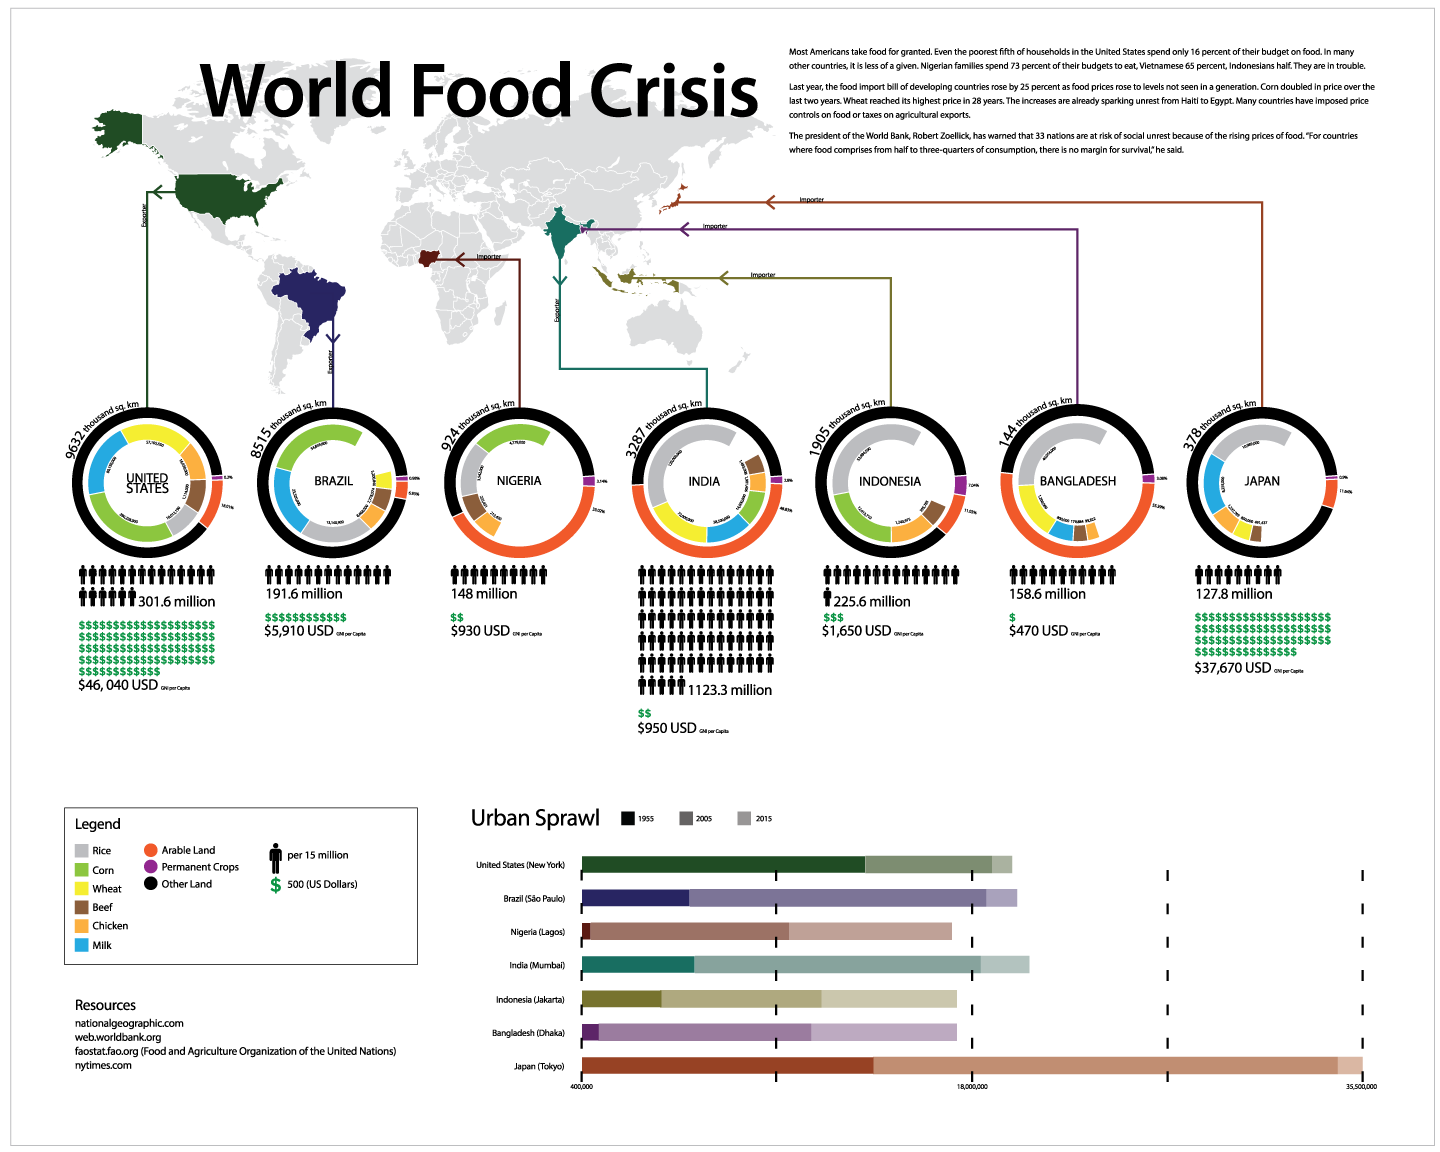 World Food Crisis
Most Americans take food for granted. Even the poorest fifth of households in the United States spend only 16 percent of their budget on food. In many
other countries, it is less of a given. Nigerian families spend 73 percent of their budgets to eat, Vietnamese 65 percent, Indonesians half. They are in trouble.
Last year, the food import bill of developing countries rose by 25 percent as food prices rose to levels not seen in a generation. Corn doubled in price over the
last two years. Wheat reached its highest price in 28 years. The increases are already sparking unrest from Haiti to Egypt. Many countries have imposed price
controls on food or taxes on agricultural exports.
The president of the World Bank, Robert Zoellick, has warned that 33 nations are at risk of social unrest because of the rising prices of food. "For countries
where food comprises from half to three-quarters of consumption, there is no margin for survival," he said.
Exporter
Exporter
Importer
Exporter
Importer
Importer
Importer
9632 thousand sq. km
UNITED
STATES
301.6 million
$$$$$$$$$$$$$$$$$$$
$$$$$$$$$$$$$$$$$$$
$$$$$$$$$$$$$$$$$$$
$$$$$$$$$$$$$$$$$$$
$$$$$$$$$$$$
$46,040 USD GNI per Capita
8515 thousand sq. km
BRAZIL
191.6 million
$$$$$$$$$$$$
$5,910 USD GNI per Capita
924 thousand sq. km
NIGERIA
148 million
$$
$930 USD GNI per Capita
3287 thousand sq. km
INDIA
1123.3 million
$$
$950 USD GNI per Capita
1905 thousand sq. km
INDONESIA
225.6 million
$$$
$1,650 USD GNI per Capita
144 thousand sq. km
BANGLADESH
158.6 million
$
$470 USD GNI per Capita
378 thousand sq. km
JAPAN
127.8 million
$$$$$$$$$$$$$$$$$$$
$$$$$$$$$$$$$$$$$$$
$$$$$$$$$$$$$$$$$$$
$$$$$$$$$$$$$$$
$37,670 USD GNI per Capita
Legend
Rice
Corn
Wheat
Beef
Chicken
Milk
Arable Land
Permanent Crops
Other Land
per 15 million
$ 500 (US Dollars)
Resources
nationalgeographic.com
web.worldbank.org
faostat.fao.org (Food and Agriculture Organization of the United Nations)
nytimes.com
Urban Sprawl 1955 2005 2015
United States (New York)
Brazil (São Paulo)
Nigeria (Lagos)
India (Mumbai)
Indonesia (Jakarta)
Bangladesh (Dhaka)
Japan (Tokyo)
400,000 18,000,000 35,500,000